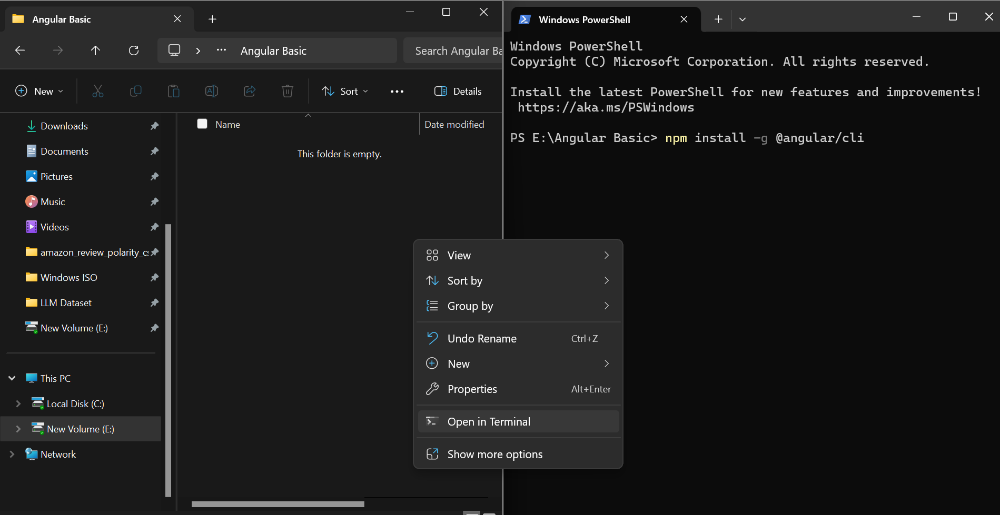 Angular Basic
Angular Basic
Search Angular Ba
New
Sort
Details
Downloads
Documents
Pictures
Music
Videos
amazon_review_polarity_cs
Windows ISO
LLM Dataset
New Volume (E:)
This PC
Local Disk (C:)
New Volume (E:)
Network
Name
Date modified
This folder is empty.
View
Sort by
Group by
Undo Rename Ctrl+Z
New
Properties Alt+Enter
Open in Terminal
Show more options
Windows PowerShell
Windows PowerShell
Copyright (C) Microsoft Corporation. All rights reserved.
Install the latest PowerShell for new features and improvements!
https://aka.ms/PSWindows
PS E:\Angular Basic> npm install -g @angular/cli